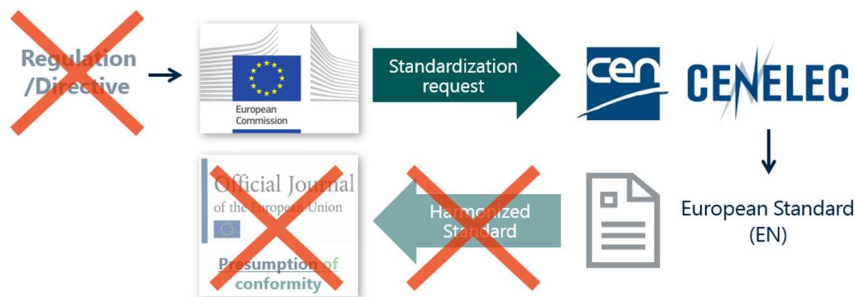 Regulation
/Directive
European
Commission
Standardization
request
cen
CENELEC
Official Journal
of the European Union
Presumption of
conformity
Harmonized
Standard
European Standard
(EN)